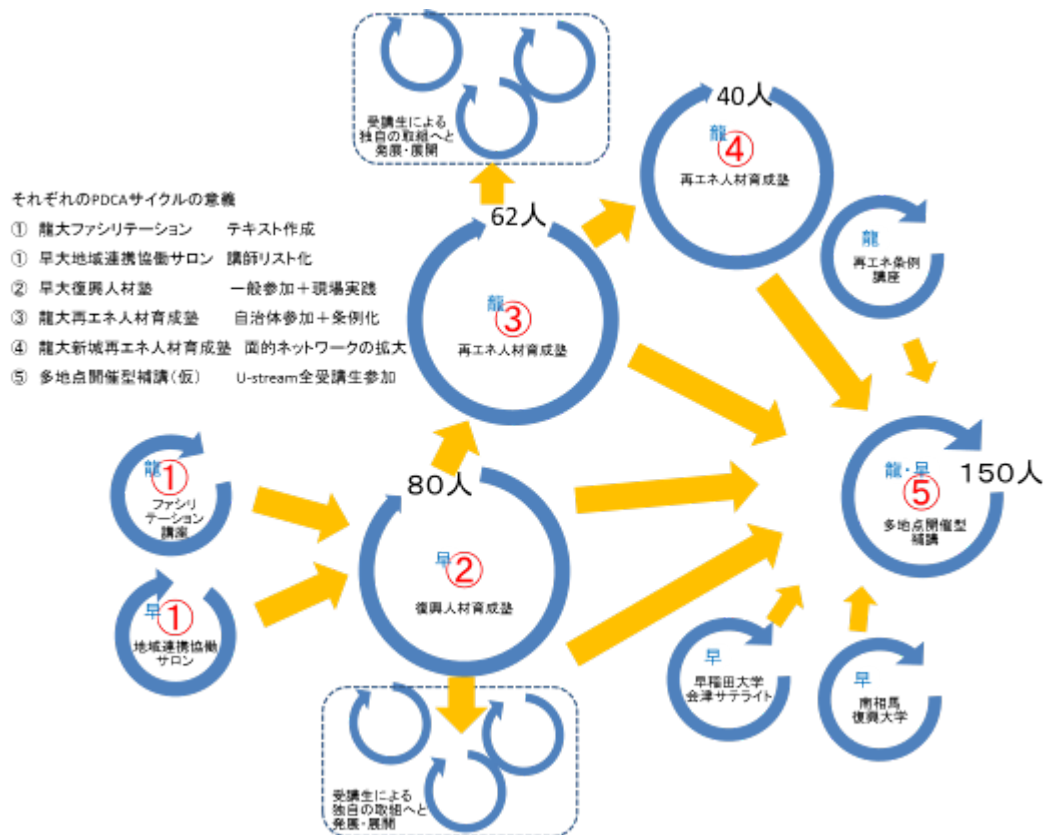 受講生による
独自の取組へと
発展・展開
40人
龍
④
再エネ人材育成塾
それぞれのPDCAサイクルの意義
① 龍大ファシリテーション テキスト作成
① 早大地域連携協働サロン 講師リスト化
② 早大復興人材塾 一般参加＋現場実践
③ 龍大再エネ人材育成塾 自治体参加＋条例化
④ 龍大新城再エネ人材育成塾 面的ネットワークの拡大
⑤ 多地点開催型補講(仮) U-stream全受講生参加
62人
龍
③
再エネ人材育成塾
龍
再エネ条例
講座
龍
①
ファシリ
テーション
講座
早
①
地域連携協働
サロン
80人
早
②
復興人材育成塾
龍・早
⑤
150人
多地点開催型
補講
早
早稲田大学
会津サテライト
早
南相馬
復興大学
受講生による
独自の取組へと
発展・展開